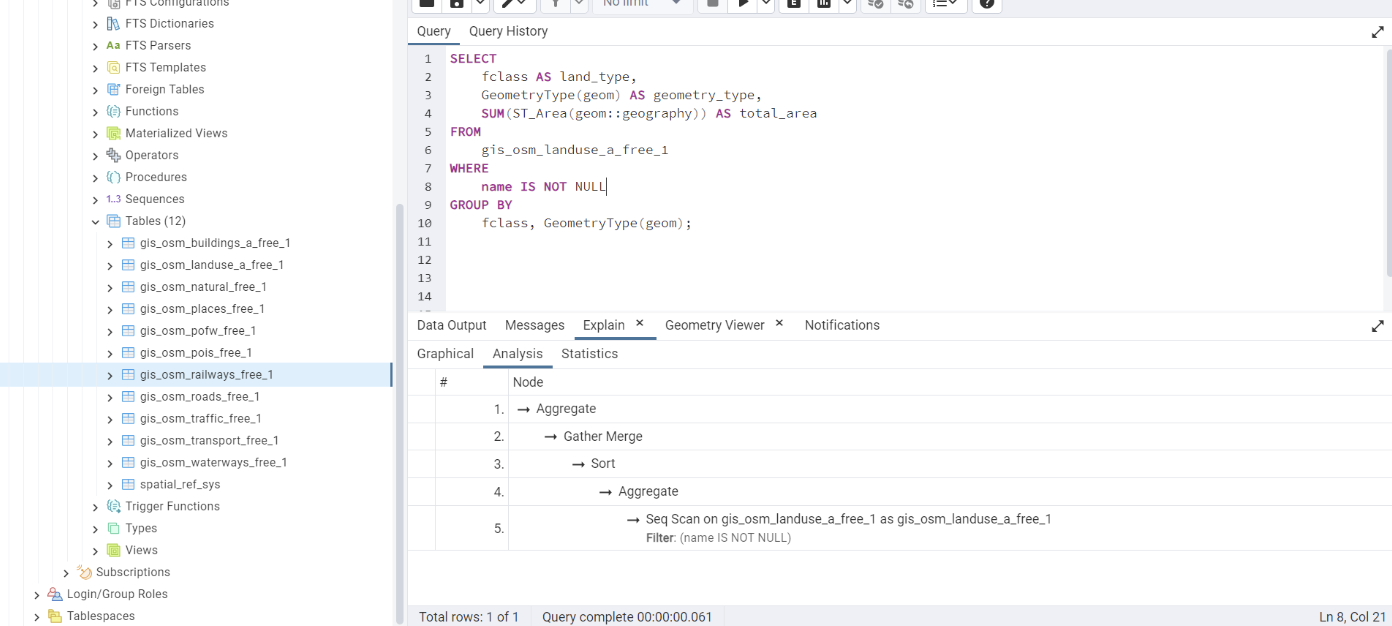 FTS Configurations
FTS Dictionaries
Aa FTS Parsers
FTS Templates
Foreign Tables
Functions
Materialized Views
Operators
Procedures
1..3 Sequences
Tables (12)
gis_osm_buildings_a_free_1
gis_osm_landuse_a_free_1
gis_osm_natural_free_1
gis_osm_places_free_1
gis_osm_pofw_free_1
gis_osm_pois_free_1
gis_osm_railways_free_1
gis_osm_roads_free_1
gis_osm_traffic_free_1
gis_osm_transport_free_1
gis_osm_waterways_free_1
spatial_ref_sys
Trigger Functions
Types
Views
Subscriptions
Login/Group Roles
Tablespaces
No limit
E
Query Query History
1 SELECT
2 fclass AS land_type,
3 GeometryType(geom) AS geometry_type,
4 SUM(ST_Area(geom::geography)) AS total_area
5 FROM
6 gis_osm_landuse_a_free_1
7 WHERE
8 name IS NOT NULL
9 GROUP BY
10 fclass, GeometryType(geom);
11
12
13
14
Data Output Messages Explain Geometry Viewer Notifications
Graphical Analysis Statistics
# Node
1. → Aggregate
2. → Gather Merge
3. → Sort
4. → Aggregate
5. → Seq Scan on gis_osm_landuse_a_free_1 as gis_osm_landuse_a_free_1
Filter: (name IS NOT NULL)
Total rows: 1 of 1 Query complete 00:00:00.061 Ln 8, Col 21